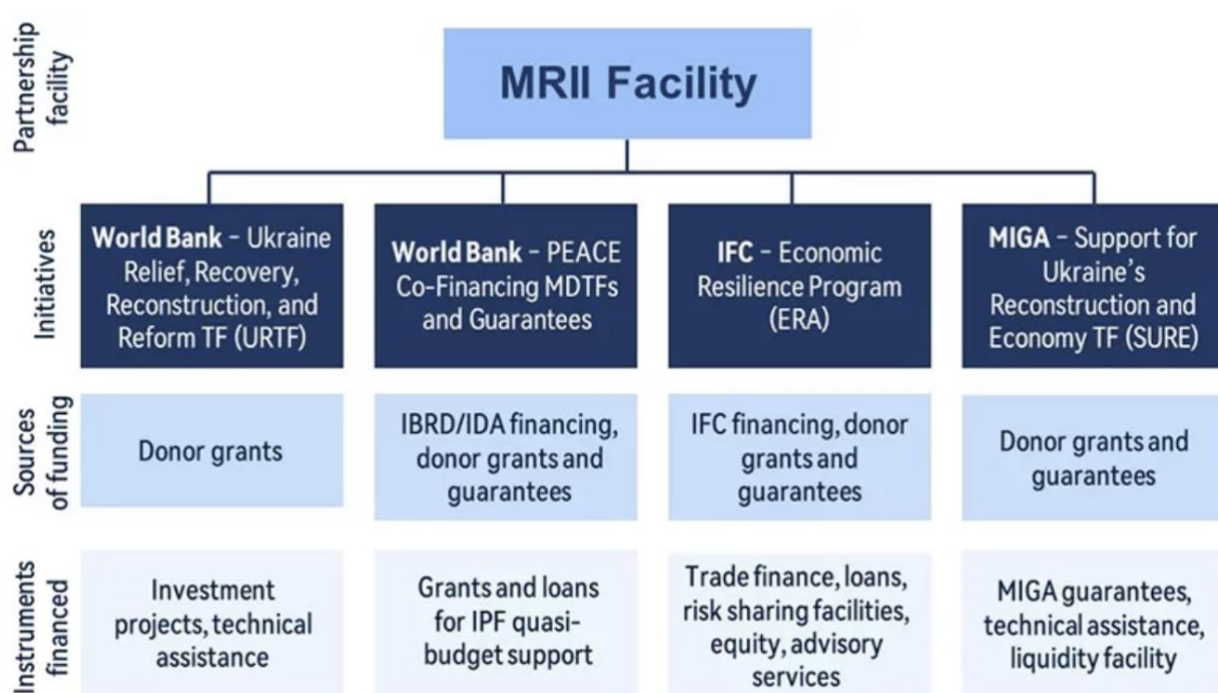 Partnership
facility
MRII Facility
Initiatives
World Bank – Ukraine
Relief, Recovery,
Reconstruction, and
Reform TF (URTF)
World Bank – PEACE
Co-Financing MDTFs
and Guarantees
IFC – Economic
Resilience Program
(ERA)
MIGA – Support for
Ukraine's
Reconstruction and
Economy TF (SURE)
Sources
of funding
Donor grants
IBRD/IDA financing,
donor grants and
guarantees
IFC financing, donor
grants and
guarantees
Donor grants and
guarantees
Instruments
financed
Investment
projects, technical
assistance
Grants and loans
for IPF quasi-
budget support
Trade finance, loans,
risk sharing facilities,
equity, advisory
services
MIGA guarantees,
technical assistance,
liquidity facility